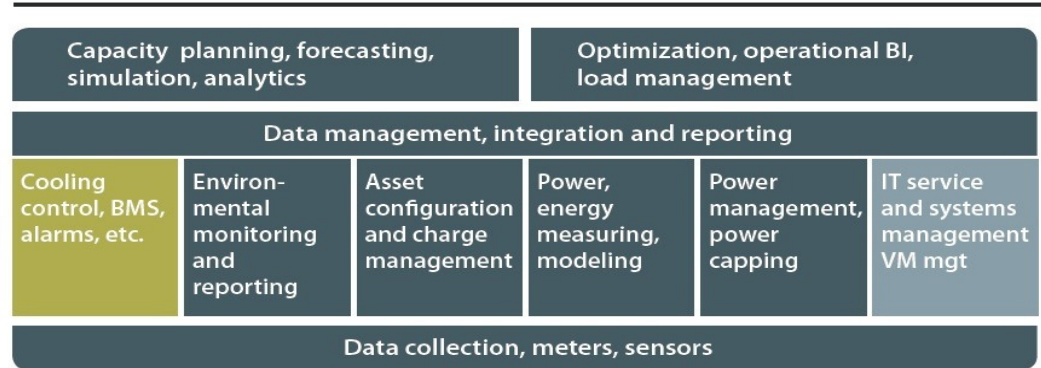 Capacity planning, forecasting,
simulation, analytics
Optimization, operational BI,
load management
Data management, integration and reporting
Cooling
control, BMS,
alarms, etc.
Environ-
mental
monitoring
and
reporting
Asset
configuration
and charge
management
Power,
energy
measuring,
modeling
Power
management,
power
capping
IT service
and systems
management
VM mgt
Data collection, meters, sensors